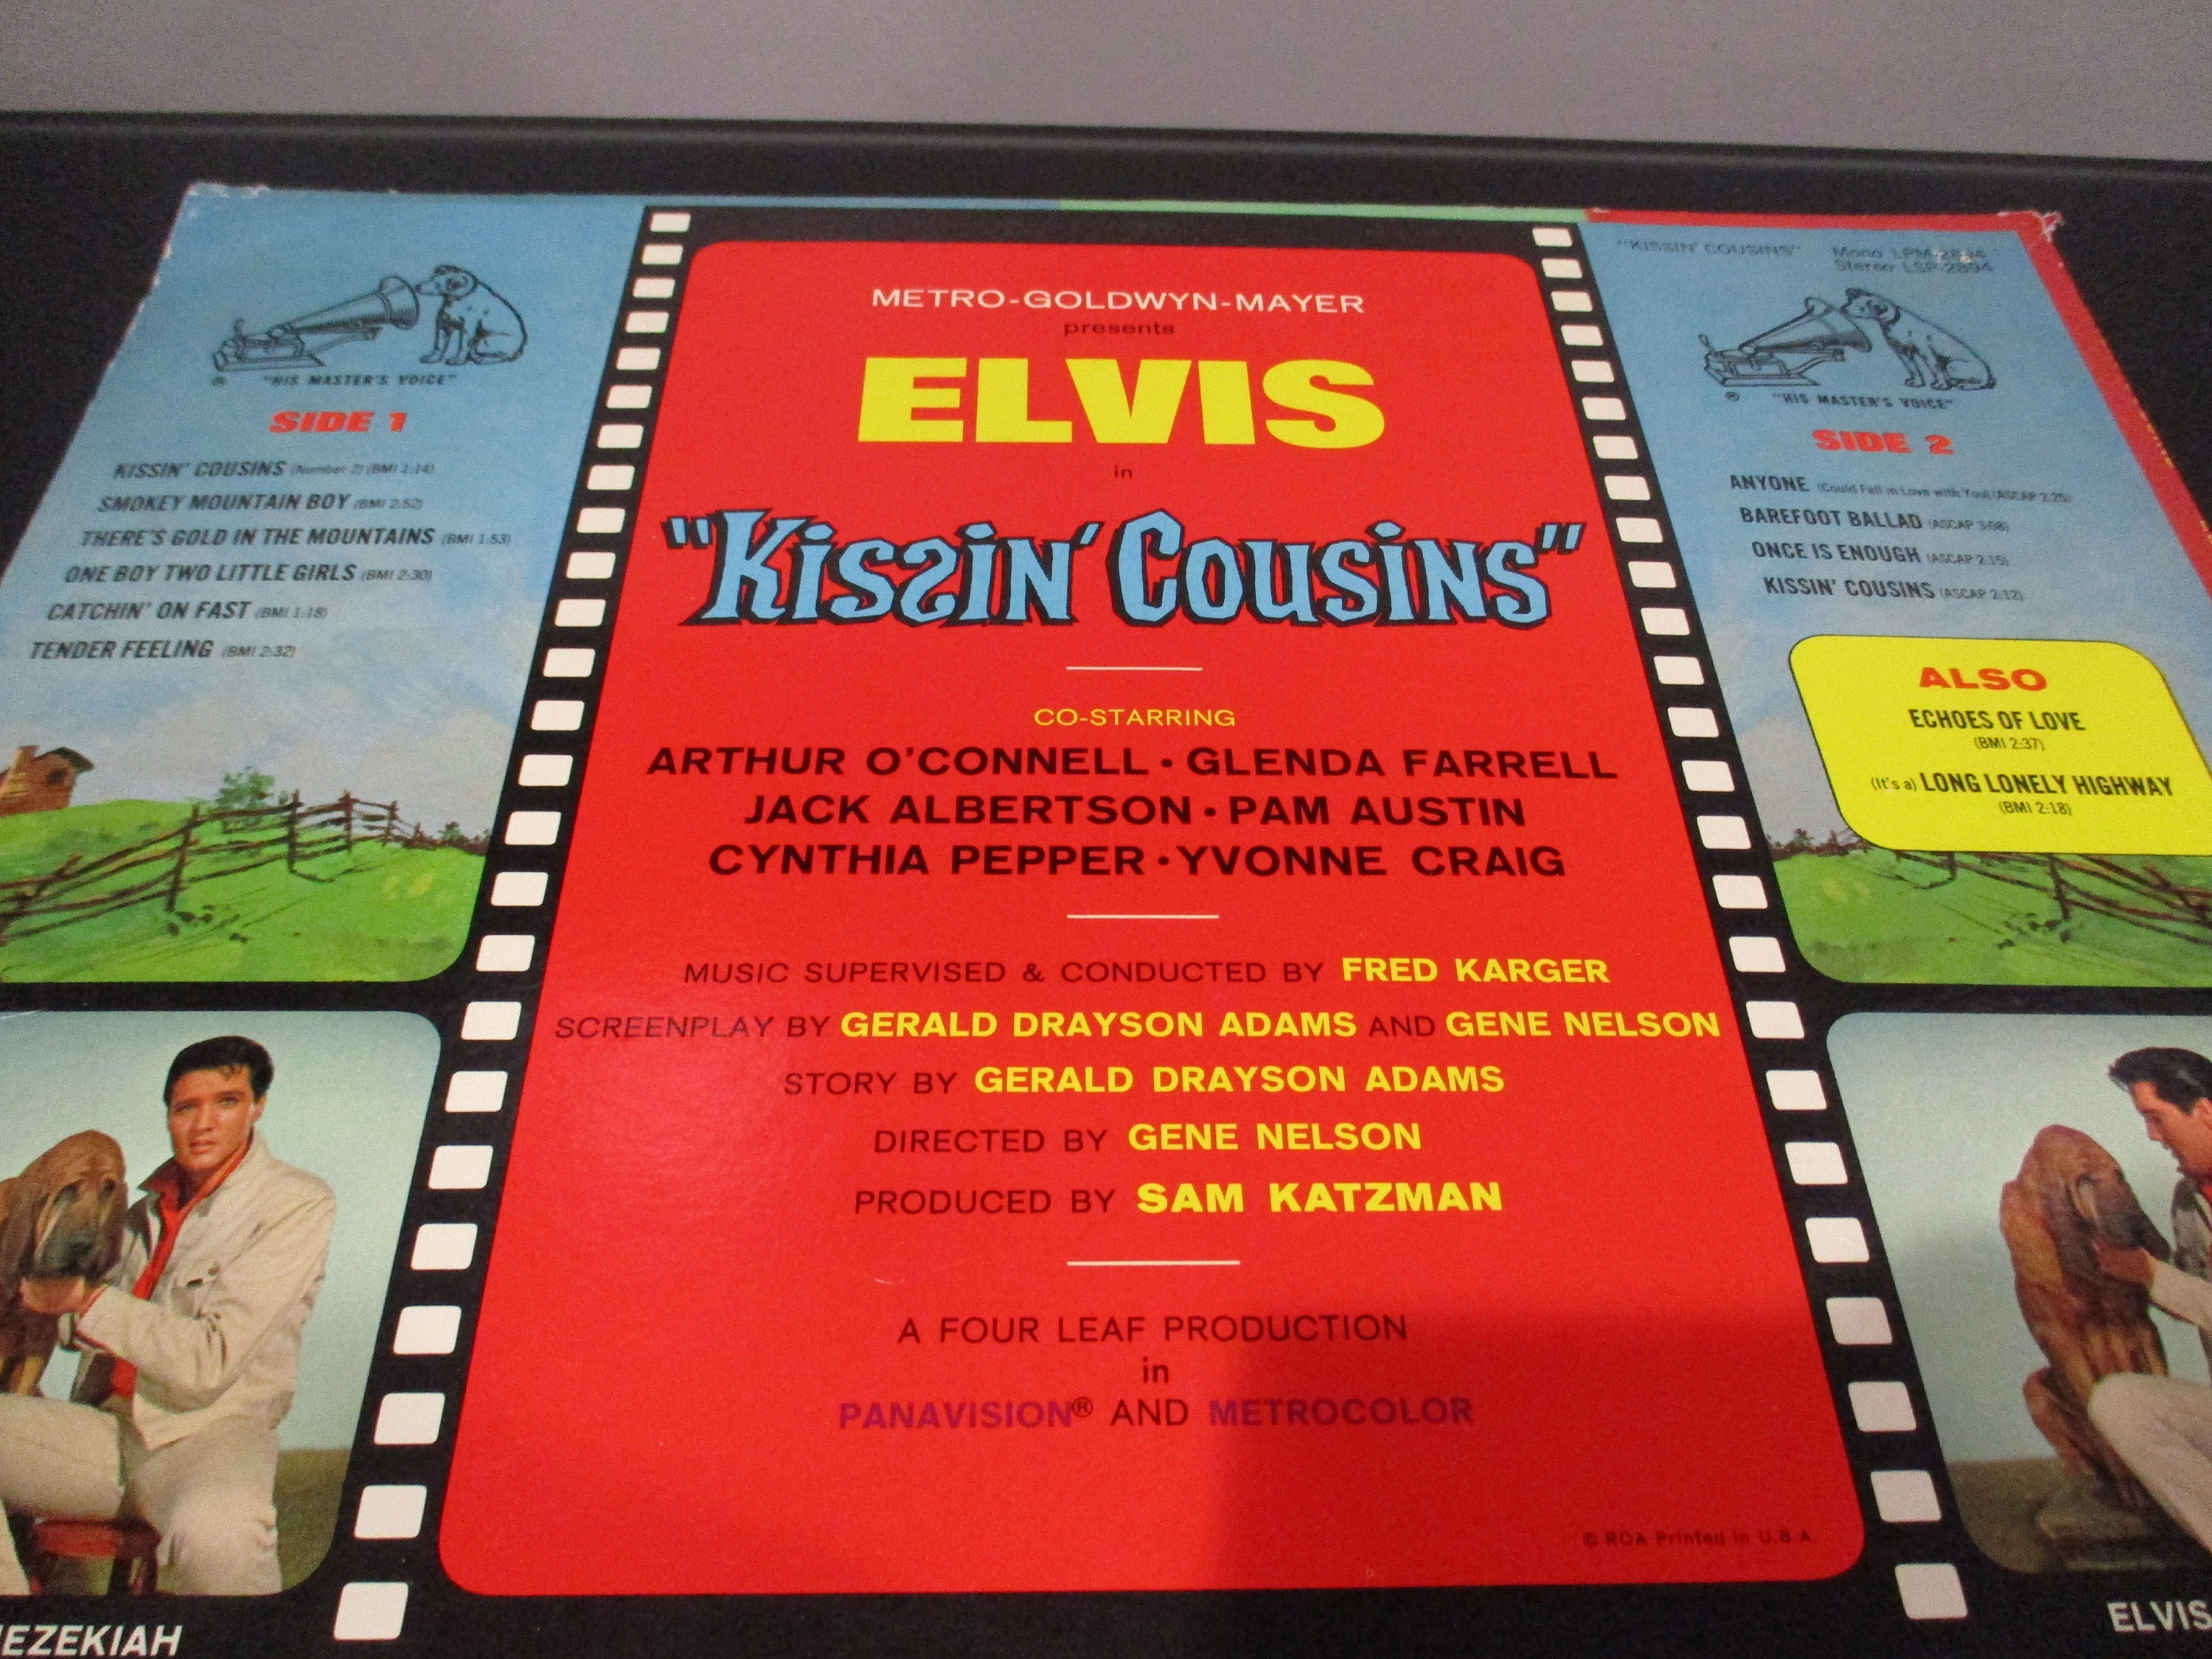 ® "HIS MASTER'S VOICE"
SIDE 1
KISSIN' COUSINS (Number 2) (BMI 1:14)
SMOKEY MOUNTAIN BOY (BMI 2:52)
THERE'S GOLD IN THE MOUNTAINS (BMI 1:53)
ONE BOY TWO LITTLE GIRLS (BMI 2:30)
CATCHIN' ON FAST (BMI 1:18)
TENDER FEELING (BMI 2:32)
METRO-GOLDWYN-MAYER
presents
ELVIS
in
"Kissin' Cousins"
CO-STARRING
ARTHUR O'CONNELL • GLENDA FARRELL
JACK ALBERTSON • PAM AUSTIN
CYNTHIA PEPPER • YVONNE CRAIG
MUSIC SUPERVISED & CONDUCTED BY FRED KARGER
SCREENPLAY BY GERALD DRAYSON ADAMS AND GENE NELSON
STORY BY GERALD DRAYSON ADAMS
DIRECTED BY GENE NELSON
PRODUCED BY SAM KATZMAN
A FOUR LEAF PRODUCTION
in
PANAVISION® AND METROCOLOR
© RCA Printed in U.S.A.
"KISSIN' COUSINS" Mono LPM-2894
Stereo LSP-2894
® "HIS MASTER'S VOICE"
SIDE 2
ANYONE (Could Fall in Love with You) (ASCAP 2:25)
BAREFOOT BALLAD (ASCAP 3:08)
ONCE IS ENOUGH (ASCAP 2:15)
KISSIN' COUSINS (ASCAP 2:12)
ALSO
ECHOES OF LOVE
(BMI 2:37)
(It's a) LONG LONELY HIGHWAY
(BMI 2:18)
EZEKIAH
ELVIS